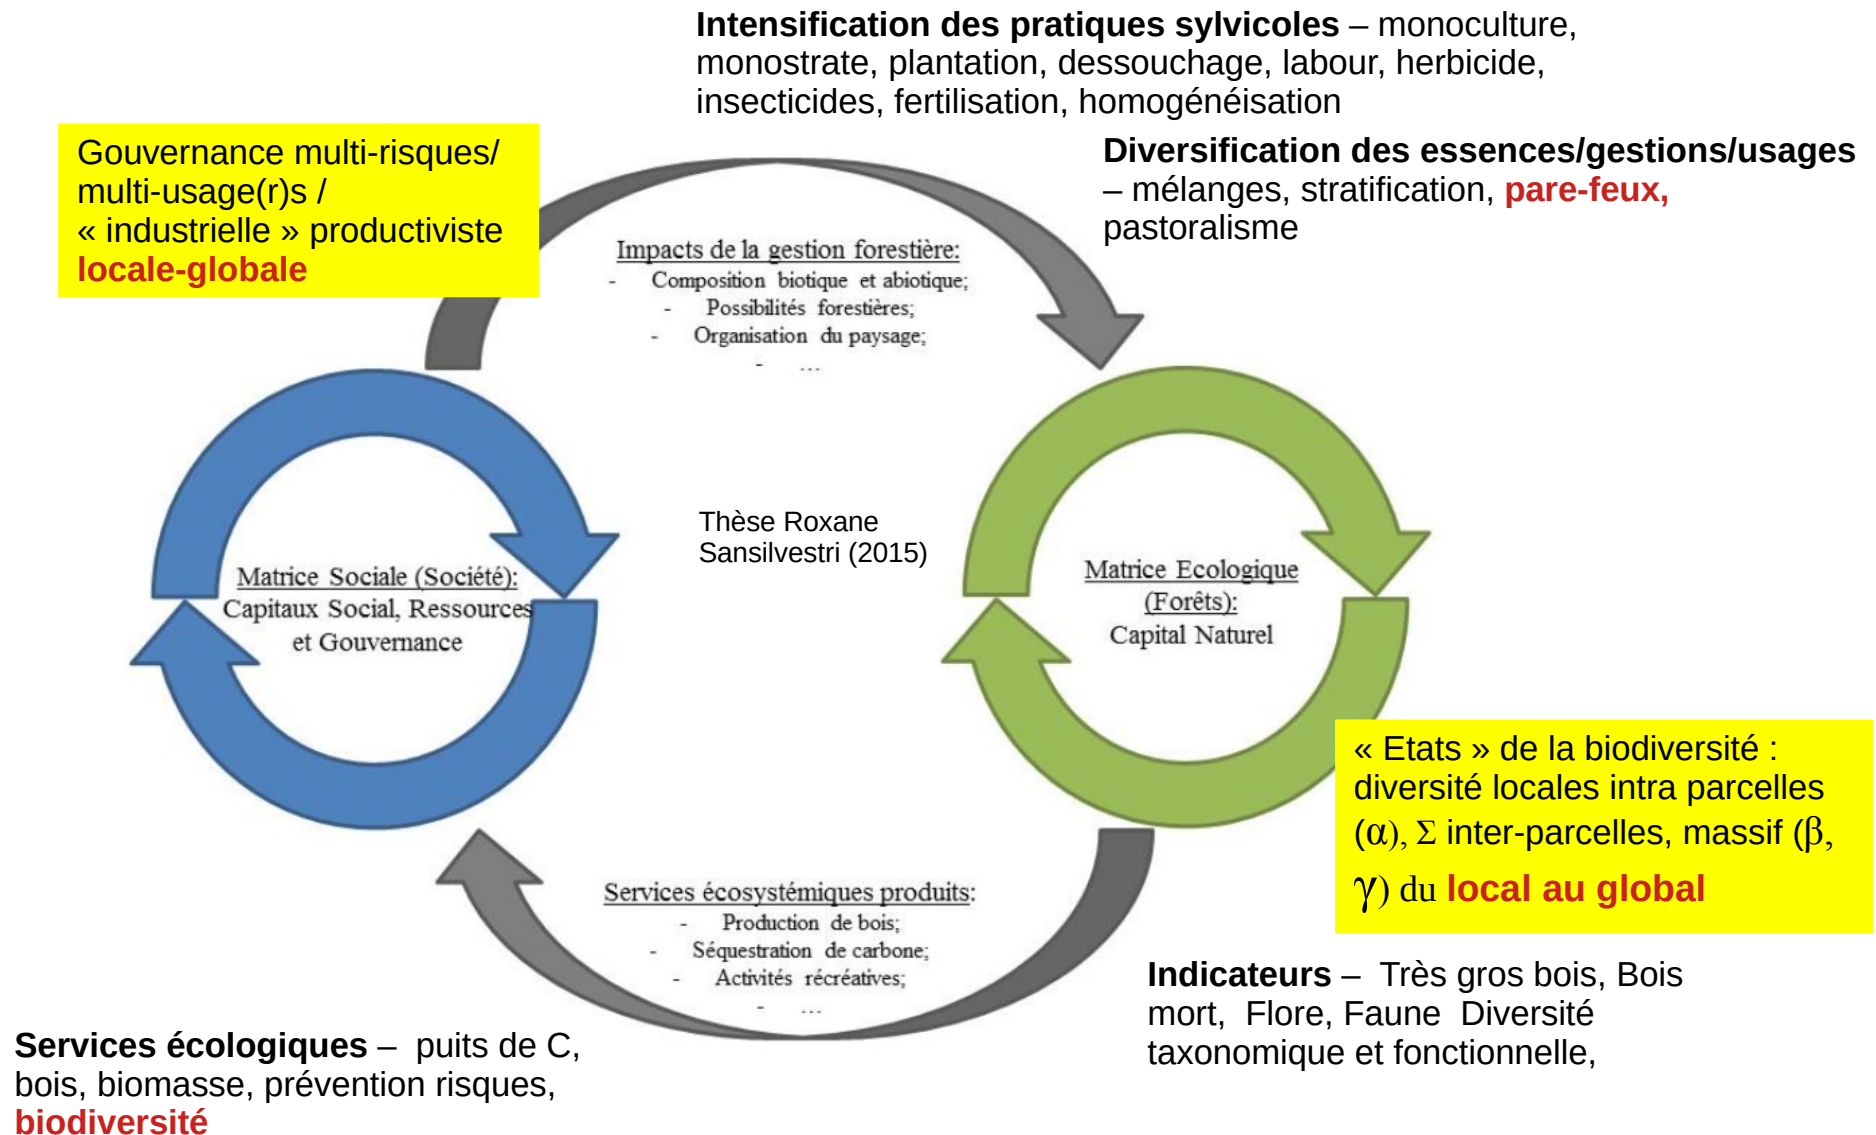 Intensification des pratiques sylvicoles – monoculture,
monostrate, plantation, dessouchage, labour, herbicide,
insecticides, fertilisation, homogénéisation
Gouvernance multi-risques/
multi-usage(r)s /
« industrielle » productiviste
locale-globale
Diversification des essences/gestions/usages
– mélanges, stratification, pare-feux,
pastoralisme
Impacts de la gestion forestière:
- Composition biotique et abiotique;
- Possibilités forestières;
- Organisation du paysage;
- ...
Thèse Roxane
Sansilvestri (2015)
Matrice Sociale (Société):
Capitaux Social, Ressources
et Gouvernance
Matrice Ecologique
(Forêts):
Capital Naturel
« Etats » de la biodiversité :
diversité locales intra parcelles
(α), Σ inter-parcelles, massif (β,
γ) du local au global
Services écosystémiques produits:
- Production de bois;
- Séquestration de carbone;
- Activités récréatives;
- ...
Indicateurs – Très gros bois, Bois
mort, Flore, Faune Diversité
taxonomique et fonctionnelle,
Services écologiques – puits de C,
bois, biomasse, prévention risques,
biodiversité